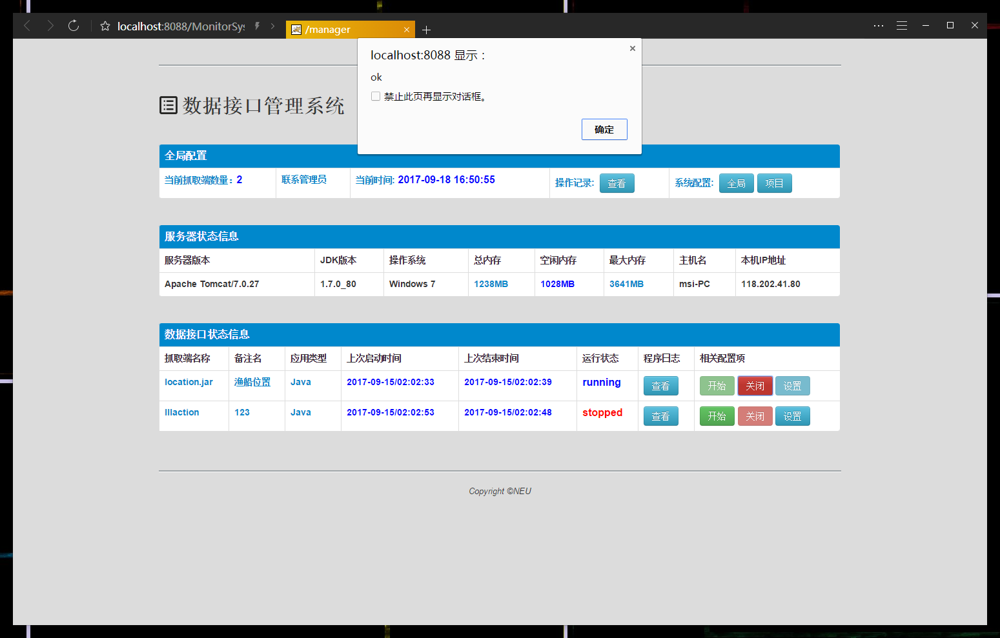 localhost:8088/MonitorSys
/manager
localhost:8088 显示：
ok
禁止此页再显示对话框。
确定
数据接口管理系统
全局配置
当前抓取端数量：2 联系管理员 当前时间: 2017-09-18 16:50:55 操作记录: 查看 系统配置: 全局 项目
服务器状态信息
服务器版本 JDK版本 操作系统 总内存 空闲内存 最大内存 主机名 本机IP地址
Apache Tomcat/7.0.27 1.7.0_80 Windows 7 1238MB 1028MB 3641MB msi-PC 118.202.41.80
数据接口状态信息
抓取端名称 备注名 应用类型 上次启动时间 上次结束时间 运行状态 程序日志 相关配置项
location.jar 渔船位置 Java 2017-09-15/02:02:33 2017-09-15/02:02:39 running 查看 开始 关闭 设置
lllaction 123 Java 2017-09-15/02:02:53 2017-09-15/02:02:48 stopped 查看 开始 关闭 设置
Copyright ©NEU